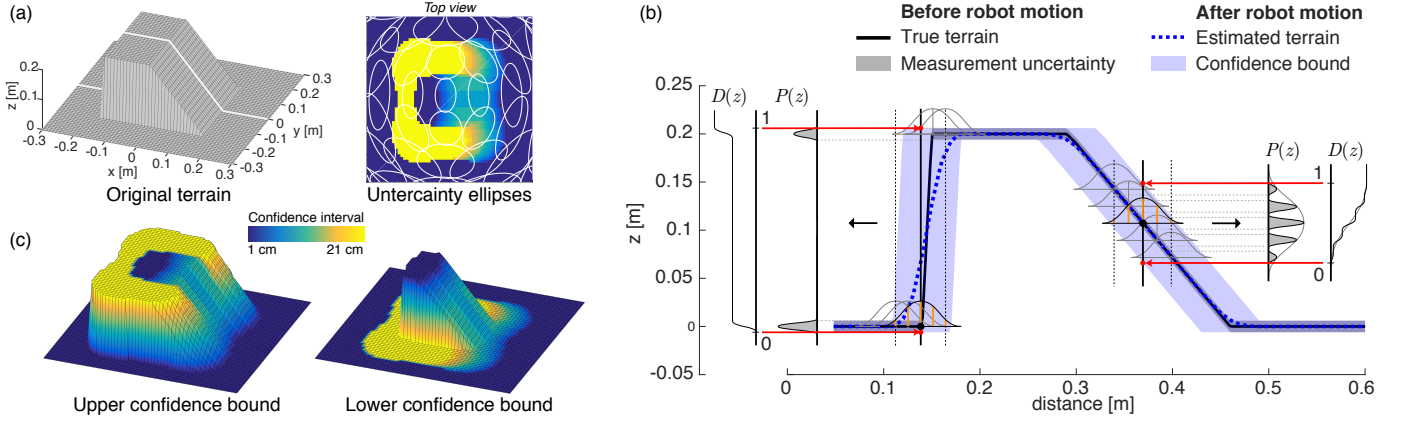 (a)
Top view
z [m]
0.2
0.1
0
-0.3
-0.2
-0.1
0
0.1
0.2
0.3
x [m]
-0.3
-0.2
-0.1
0
0.1
0.2
0.3
y [m]
Original terrain
Untercainty ellipses
(c)
Confidence interval
1 cm 21 cm
Upper confidence bound
Lower confidence bound
(b)
Before robot motion
True terrain
Measurement uncertainty
After robot motion
Estimated terrain
Confidence bound
z [m]
0.25
0.2
0.15
0.1
0.05
0
-0.05
D(z) P(z)
1
0
P(z) D(z)
1
0
0 0.1 0.2 0.3 0.4 0.5 0.6
distance [m]